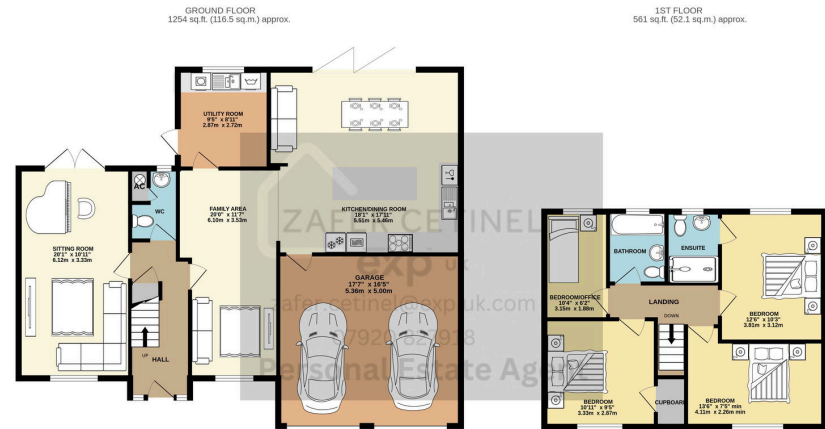 GROUND FLOOR
1254 sq.ft. (116.5 sq.m.) approx.
1ST FLOOR
561 sq.ft. (52.1 sq.m.) approx.
UTILITY ROOM
9'5" x 8'11"
2.87m x 2.72m
AC
WC
FAMILY AREA
20'0" x 11'7"
6.10m x 3.53m
KITCHEN/DINING ROOM
18'1" x 17'11"
5.51m x 5.46m
SITTING ROOM
20'1" x 10'11"
6.12m x 3.33m
GARAGE
17'7" x 16'5"
5.36m x 5.00m
UP
HALL
BATHROOM
ENSUITE
BEDROOM/OFFICE
10'4" x 6'2"
3.15m x 1.88m
LANDING
DOWN
BEDROOM
12'6" x 10'3"
3.81m x 3.12m
BEDROOM
10'11" x 9'5"
3.33m x 2.87m
CUPBOARD
BEDROOM
13'6" x 7'5" min
4.11m x 2.26m min
ZAFER CETINEL
exp UK
zafer.cetinel@expuk.com
Personal Estate Agent